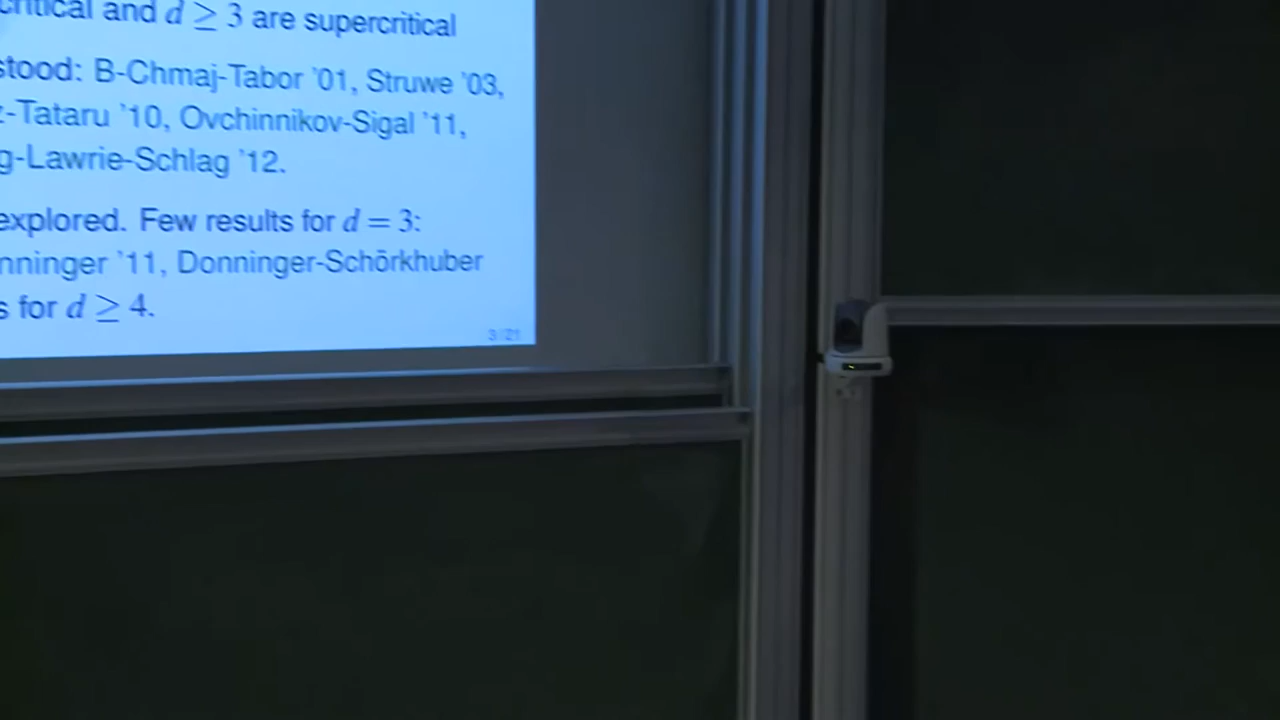 critical and d ≥ 3 are supercritical
stood: B-Chmaj-Tabor '01, Struwe '03,
z-Tataru '10, Ovchinnikov-Sigal '11,
g-Lawrie-Schlag '12.
explored. Few results for d = 3:
nninger '11, Donninger-Schörkhuber
s for d ≥ 4.
3 / 21